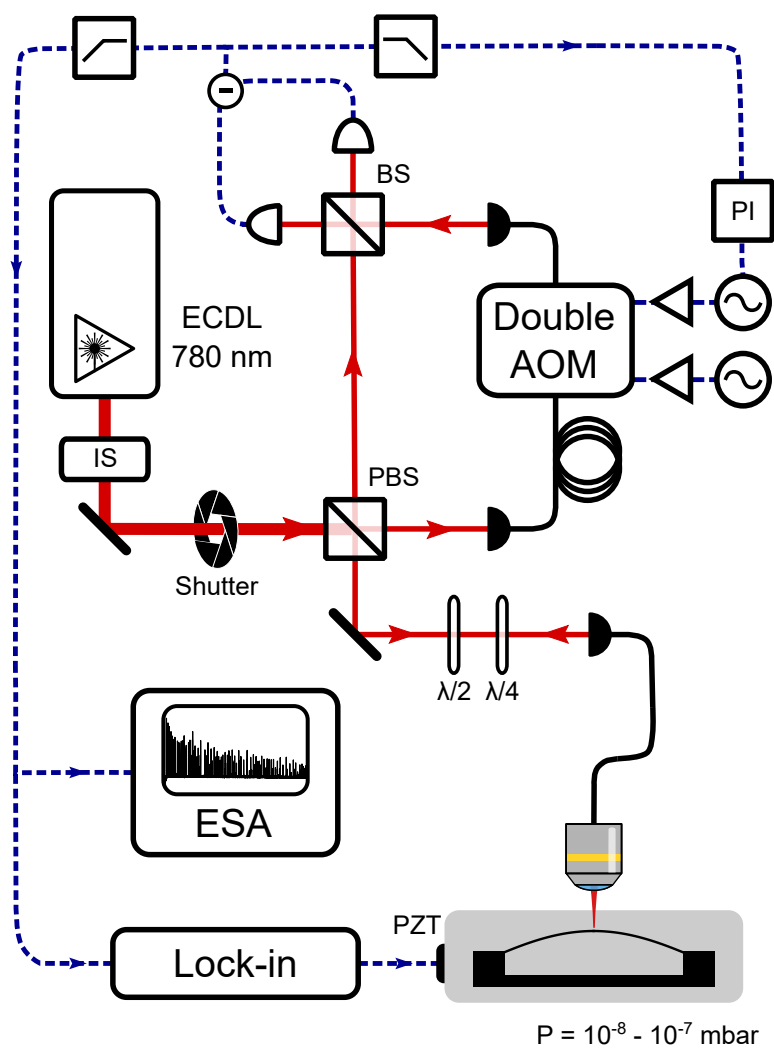 BS
PI
ECDL
780 nm
Double
AOM
IS
PBS
Shutter
λ/2
λ/4
ESA
PZT
Lock-in
P = 10⁻⁸ - 10⁻⁷ mbar